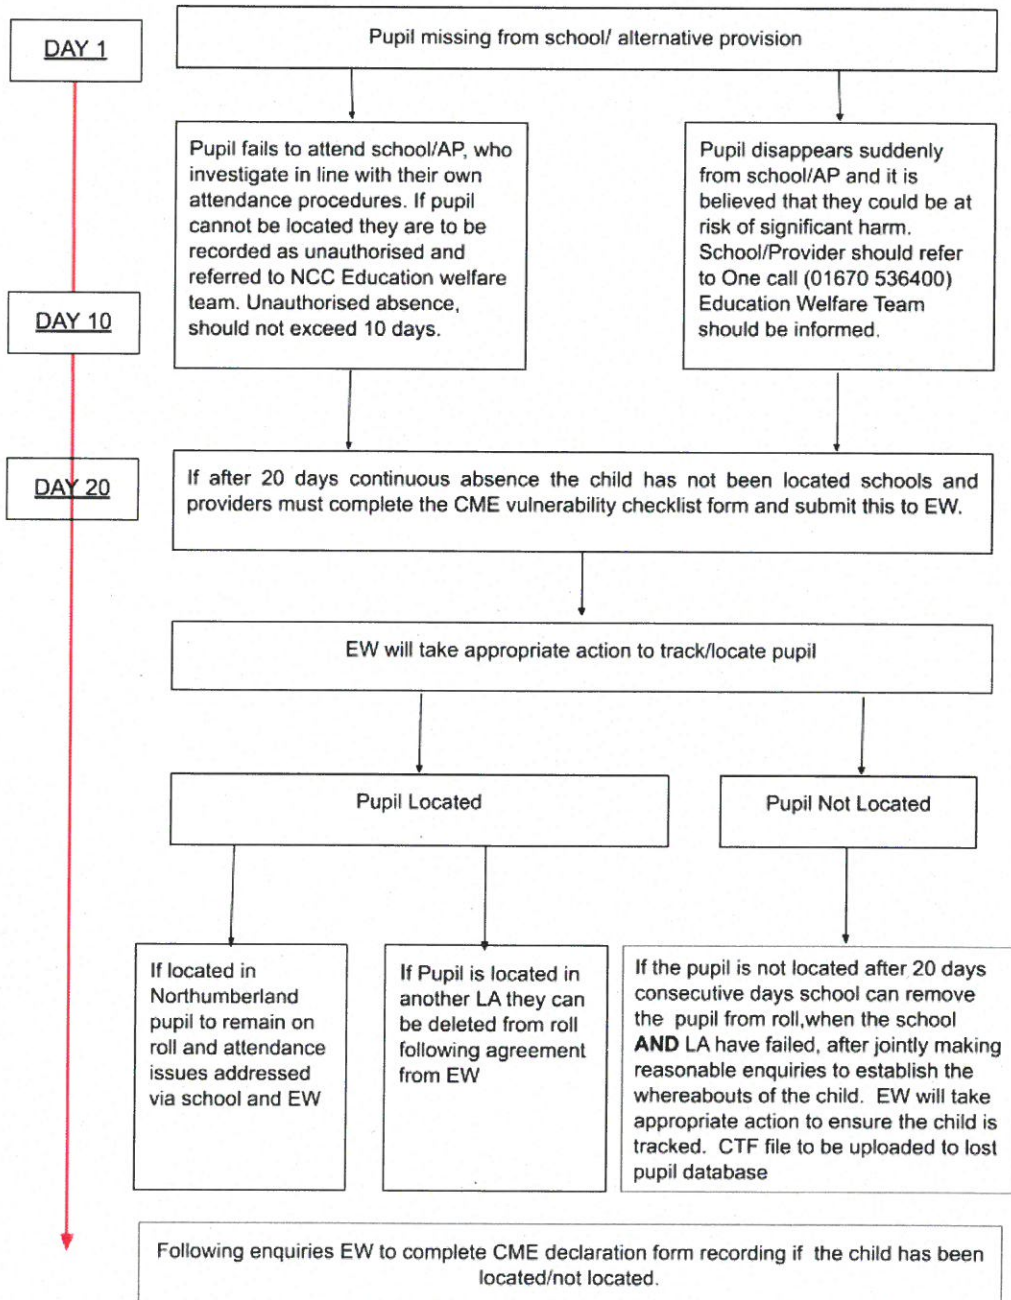 DAY 1
Pupil missing from school/ alternative provision
Pupil fails to attend school/AP, who
investigate in line with their own
attendance procedures. If pupil
cannot be located they are to be
recorded as unauthorised and
referred to NCC Education welfare
team. Unauthorised absence,
should not exceed 10 days.
Pupil disappears suddenly
from school/AP and it is
believed that they could be at
risk of significant harm.
School/Provider should refer
to One call (01670 536400)
Education Welfare Team
should be informed.
DAY 10
DAY 20
If after 20 days continuous absence the child has not been located schools and
providers must complete the CME vulnerability checklist form and submit this to EW.
EW will take appropriate action to track/locate pupil
Pupil Located
Pupil Not Located
If located in
Northumberland
pupil to remain on
roll and attendance
issues addressed
via school and EW
If Pupil is located in
another LA they can
be deleted from roll
following agreement
from EW
If the pupil is not located after 20 days
consecutive days school can remove
the pupil from roll,when the school
AND LA have failed, after jointly making
reasonable enquiries to establish the
whereabouts of the child. EW will take
appropriate action to ensure the child is
tracked. CTF file to be uploaded to lost
pupil database
Following enquiries EW to complete CME declaration form recording if the child has been
located/not located.